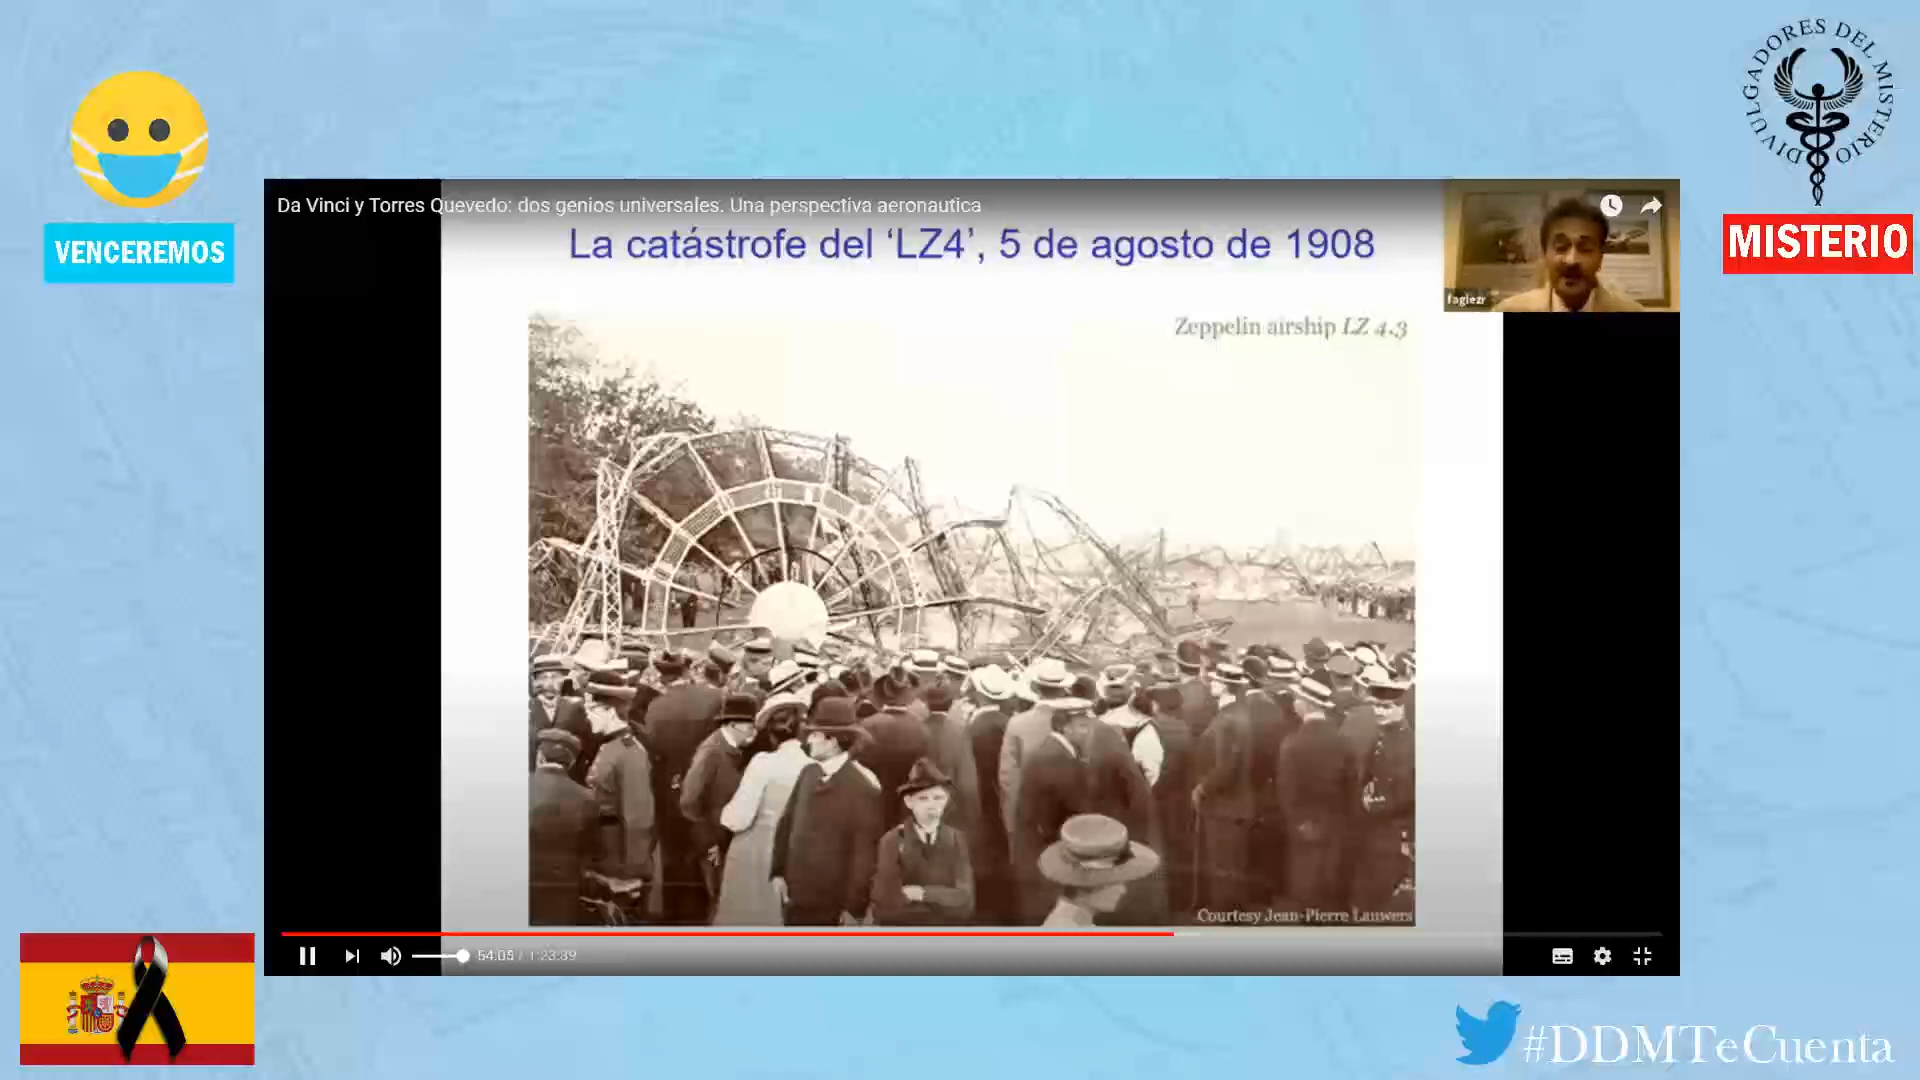 DIVULGADORES DEL MISTERIO
VENCEREMOS
MISTERIO
Da Vinci y Torres Quevedo: dos genios universales. Una perspectiva aeronautica
La catástrofe del ‘LZ4’, 5 de agosto de 1908
faglezr
Zeppelin airship LZ 4.3
Courtesy Jean-Pierre Lauwers
54:05 / 1:23:39
#DDMTeCuenta